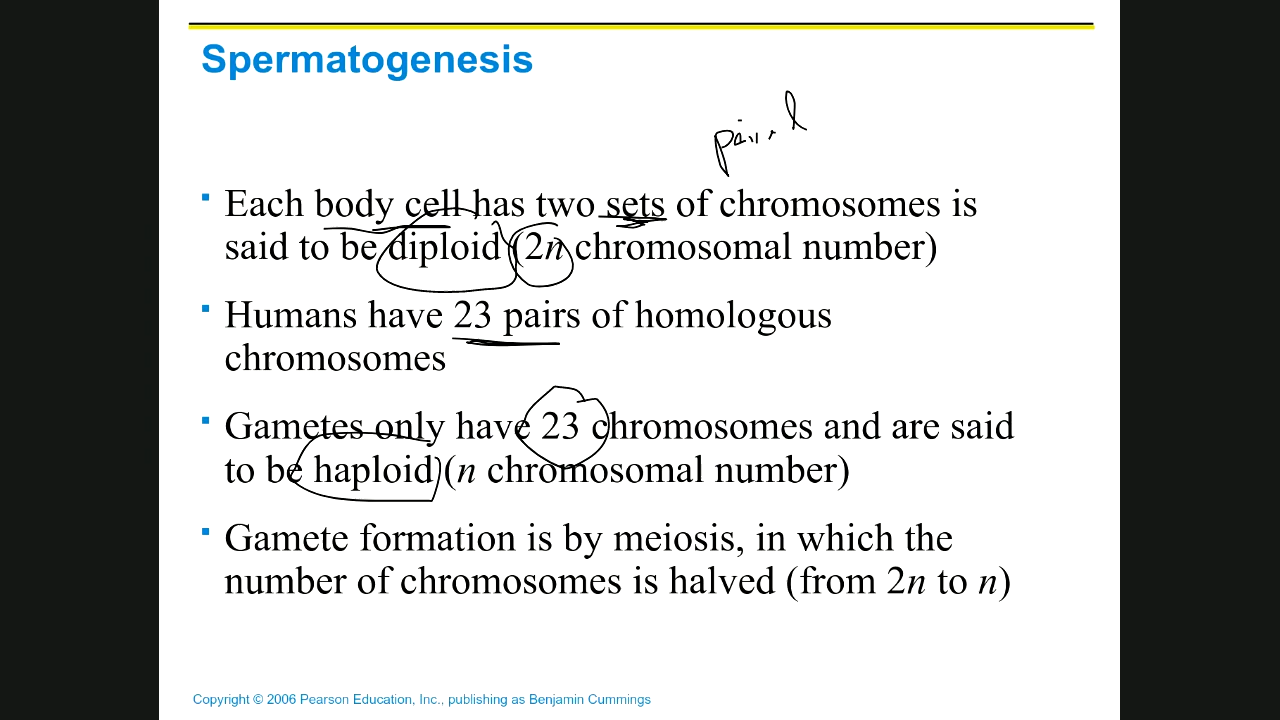 Spermatogenesis
Each body cell has two sets of chromosomes is
said to be diploid (2n chromosomal number)
Humans have 23 pairs of homologous
chromosomes
Gametes only have 23 chromosomes and are said
to be haploid (n chromosomal number)
Gamete formation is by meiosis, in which the
number of chromosomes is halved (from 2n to n)
Copyright © 2006 Pearson Education, Inc., publishing as Benjamin Cummings